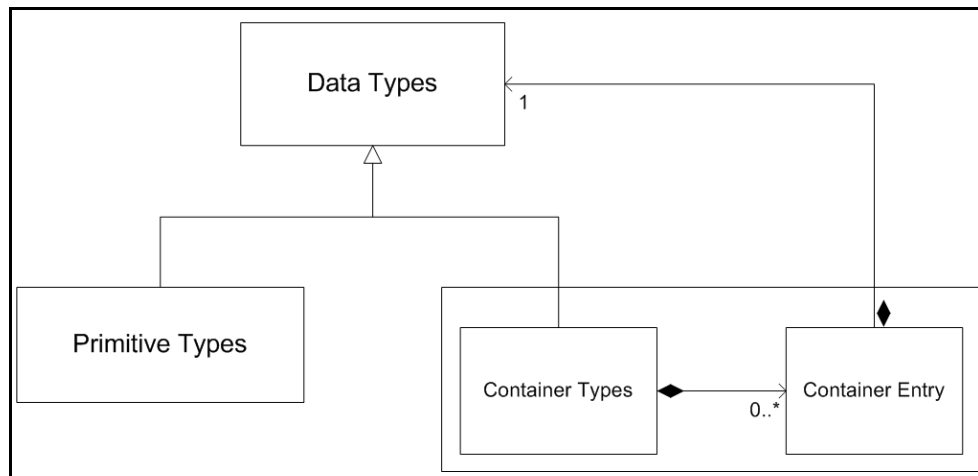 Data Types
1
Primitive Types
Container Types
0..*
Container Entry